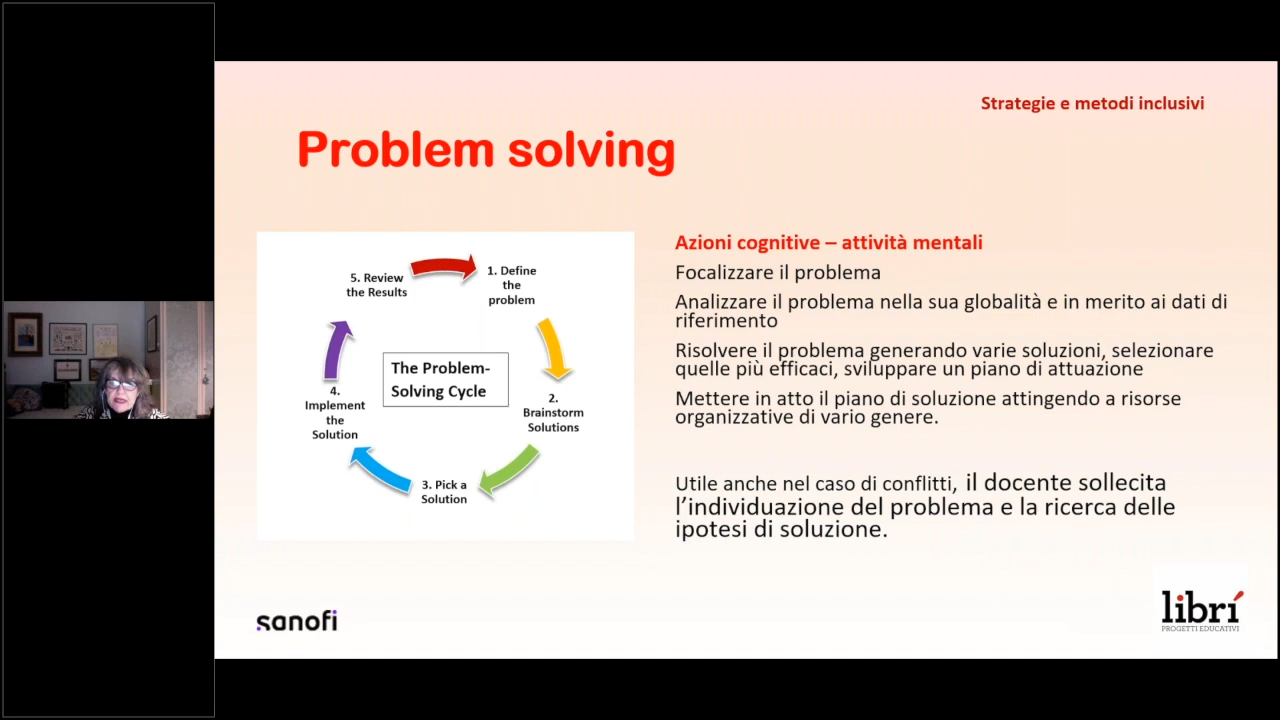 Strategie e metodi inclusivi
Problem solving
5. Review
the Results
1. Define
the
problem
The Problem-
Solving Cycle
4.
Implement
the
Solution
2.
Brainstorm
Solutions
3. Pick a
Solution
Azioni cognitive – attività mentali
Focalizzare il problema
Analizzare il problema nella sua globalità e in merito ai dati di
riferimento
Risolvere il problema generando varie soluzioni, selezionare
quelle più efficaci, sviluppare un piano di attuazione
Mettere in atto il piano di soluzione attingendo a risorse
organizzative di vario genere.
Utile anche nel caso di conflitti, il docente sollecita
l’individuazione del problema e la ricerca delle
ipotesi di soluzione.
sanofi
librí
PROGETTI EDUCATIVI